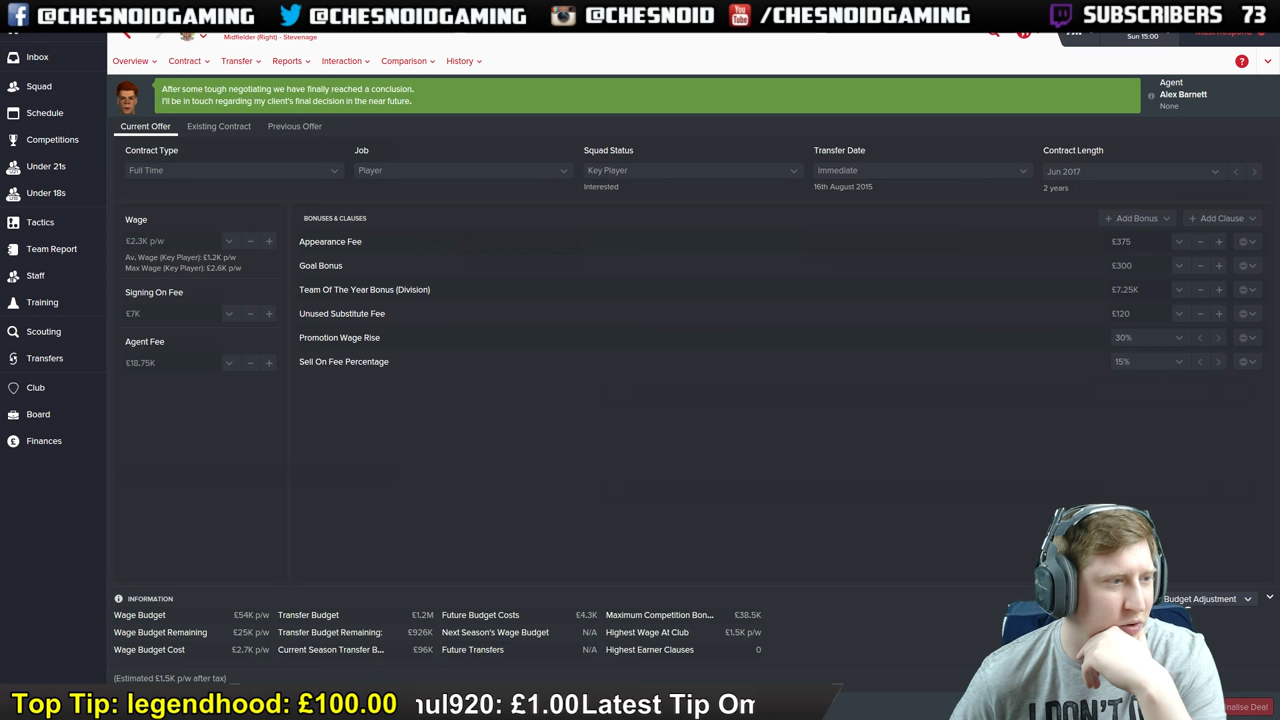 @CHESNOIDGAMING @CHESNOIDGAMING @CHESNOID /CHESNOIDGAMING SUBSCRIBERS 73
Midfielder (Right) - Stevenage
Sun 15:00
Must Respond
Inbox
Squad
Schedule
Competitions
Under 21s
Under 18s
Tactics
Team Report
Staff
Training
Scouting
Transfers
Club
Board
Finances
Overview Contract Transfer Reports Interaction Comparison History
After some tough negotiating we have finally reached a conclusion.
I'll be in touch regarding my client's final decision in the near future.
Agent
Alex Barnett
None
Current Offer Existing Contract Previous Offer
Contract Type Job Squad Status Transfer Date Contract Length
Full Time Player Key Player Immediate Jun 2017
Interested 16th August 2015 2 years
Wage
£2.3K p/w
Av. Wage (Key Player): £1.2K p/w
Max Wage (Key Player): £2.6K p/w
Signing On Fee
£7K
Agent Fee
£18.75K
BONUSES & CLAUSES + Add Bonus + Add Clause
Appearance Fee £375
Goal Bonus £300
Team Of The Year Bonus (Division) £7.25K
Unused Substitute Fee £120
Promotion Wage Rise 30%
Sell On Fee Percentage 15%
INFORMATION Budget Adjustment
Wage Budget £54K p/w Transfer Budget £1.2M Future Budget Costs £4.3K Maximum Competition Bon... £38.5K
Wage Budget Remaining £25K p/w Transfer Budget Remaining: £926K Next Season's Wage Budget N/A Highest Wage At Club £1.5K p/w
Wage Budget Cost £2.7K p/w Current Season Transfer B... £96K Future Transfers N/A Highest Earner Clauses 0
(Estimated £1.5K p/w after tax)
Top Tip: legendhood: £100.00 nul920: £1.00 Latest Tip On
inalise Deal
I DON'T